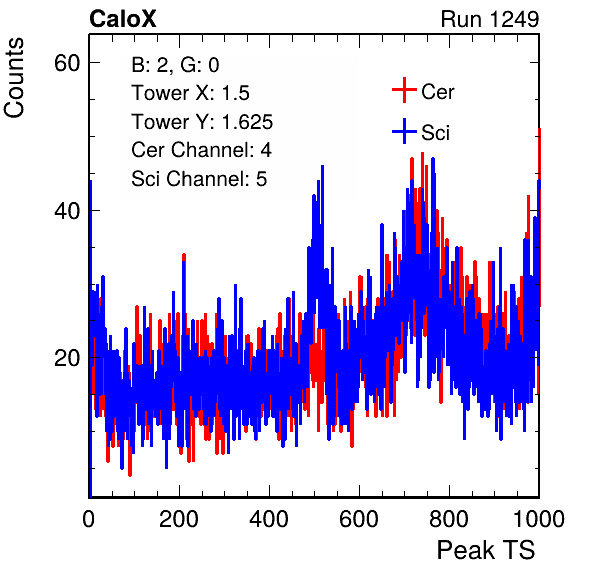 CaloX Run 1249
Counts
60
40
20
B: 2, G: 0
Tower X: 1.5
Tower Y: 1.625
Cer Channel: 4
Sci Channel: 5
Cer
Sci
0 200 400 600 800 1000
Peak TS